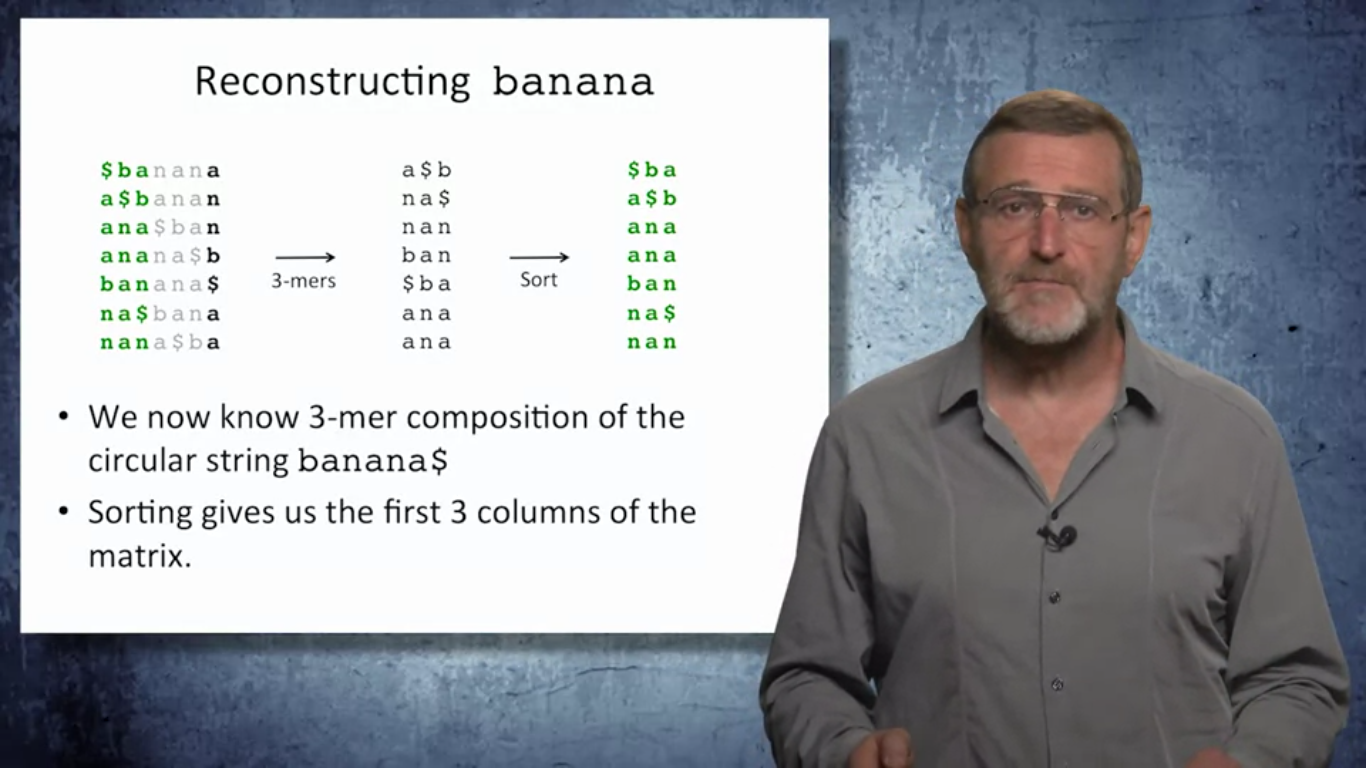 Reconstructing banana
$banana a$b $ba
a$banan na$ a$b
ana$ban nan ana
anana$b ban ana
banana$ $ba ban
3-mers Sort
na$bana ana na$
nana$ba ana nan
• We now know 3-mer composition of the
circular string banana$
• Sorting gives us the first 3 columns of the
matrix.